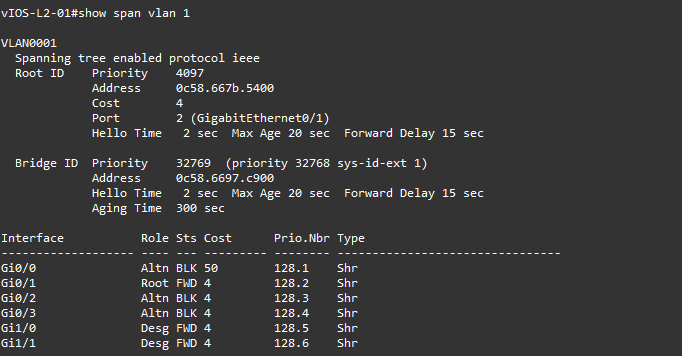 vIOS-L2-01#show span vlan 1
VLAN0001
  Spanning tree enabled protocol ieee
  Root ID    Priority    4097
             Address     0c58.667b.5400
             Cost        4
             Port        2 (GigabitEthernet0/1)
             Hello Time   2 sec  Max Age 20 sec  Forward Delay 15 sec
  Bridge ID  Priority    32769  (priority 32768 sys-id-ext 1)
             Address     0c58.6697.c900
             Hello Time   2 sec  Max Age 20 sec  Forward Delay 15 sec
             Aging Time  300 sec
Interface           Role Sts Cost      Prio.Nbr Type
------------------- ---- --- --------- -------- --------------------------------
Gi0/0               Altn BLK 50        128.1    Shr
Gi0/1               Root FWD 4         128.2    Shr
Gi0/2               Altn BLK 4         128.3    Shr
Gi0/3               Altn BLK 4         128.4    Shr
Gi1/0               Desg FWD 4         128.5    Shr
Gi1/1               Desg FWD 4         128.6    Shr